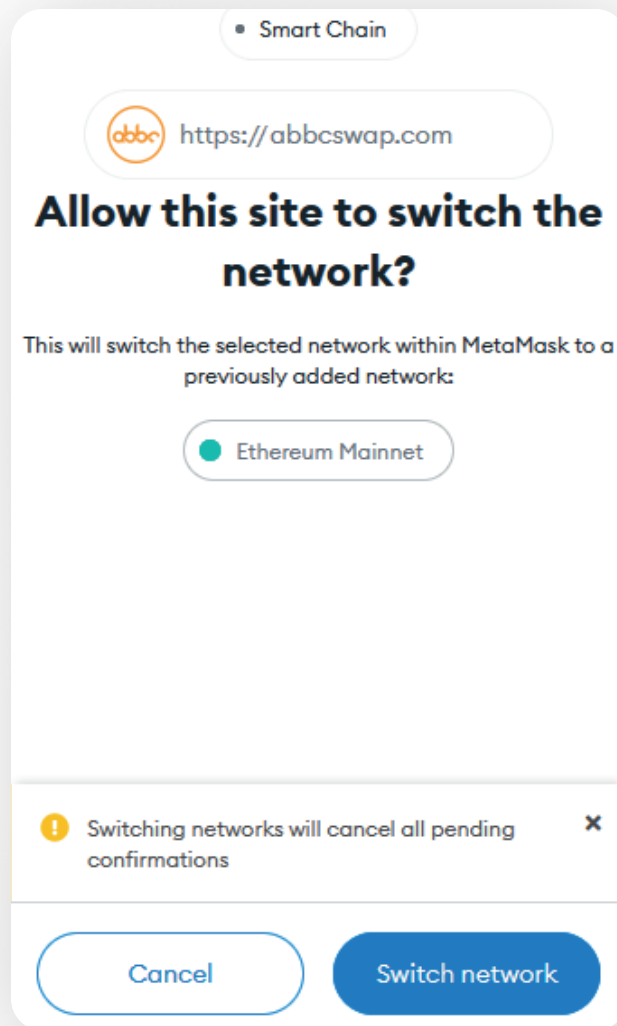 Smart Chain
abbc https://abbcswap.com
Allow this site to switch the
network?
This will switch the selected network within MetaMask to a
previously added network:
Ethereum Mainnet
! Switching networks will cancel all pending ×
confirmations
Cancel Switch network